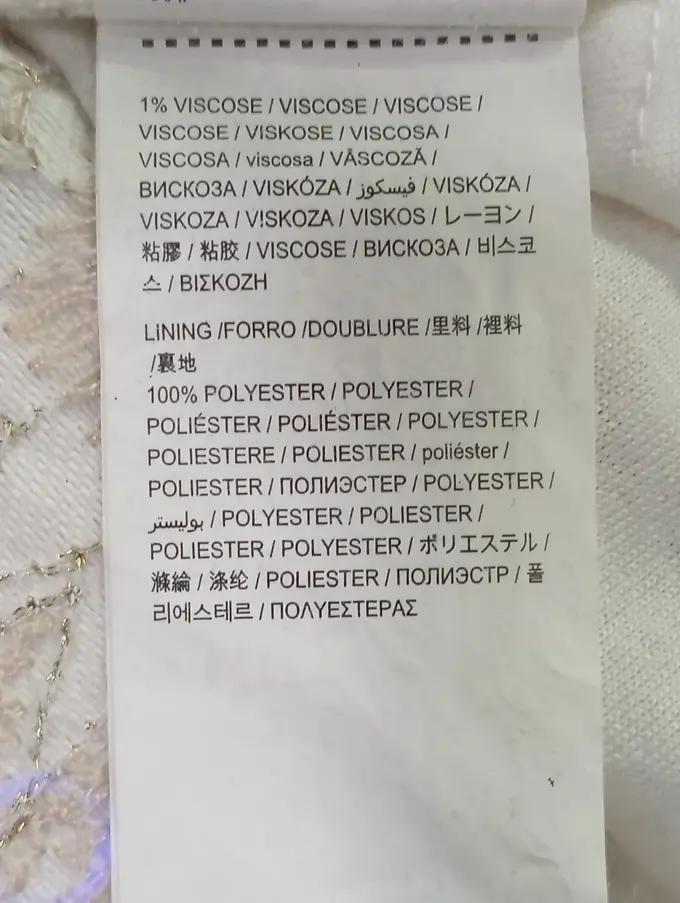 1% VISCOSE / VISCOSE / VISCOSE /
VISCOSE / VISKOSE / VISCOSA /
VISCOSA / viscosa / VÂSCOZĂ /
ВИСКОЗА / VISKÓZA / فيسكوز / VISKÓZA /
VISKOZA / VISKOZA / VISKOS / レーヨン /
粘膠 / 粘胶 / VISCOSE / ВИСКОЗА / 비스코
스 / ΒΙΣΚΟΖΗ
LiNING /FORRO /DOUBLURE /里料 /裡料
/裏地
100% POLYESTER / POLYESTER /
POLIÉSTER / POLIÉSTER / POLYESTER /
POLIESTERE / POLIESTER / poliéster /
POLIESTER / ПОЛИЭСТЕР / POLYESTER /
بوليستر / POLYESTER / POLIESTER /
POLIESTER / POLYESTER / ポリエステル /
滌綸 / 涤纶 / POLIESTER / ПОЛИЭСТР / 폴
리에스테르 / ΠΟΛΥΕΣΤΕΡΑΣ